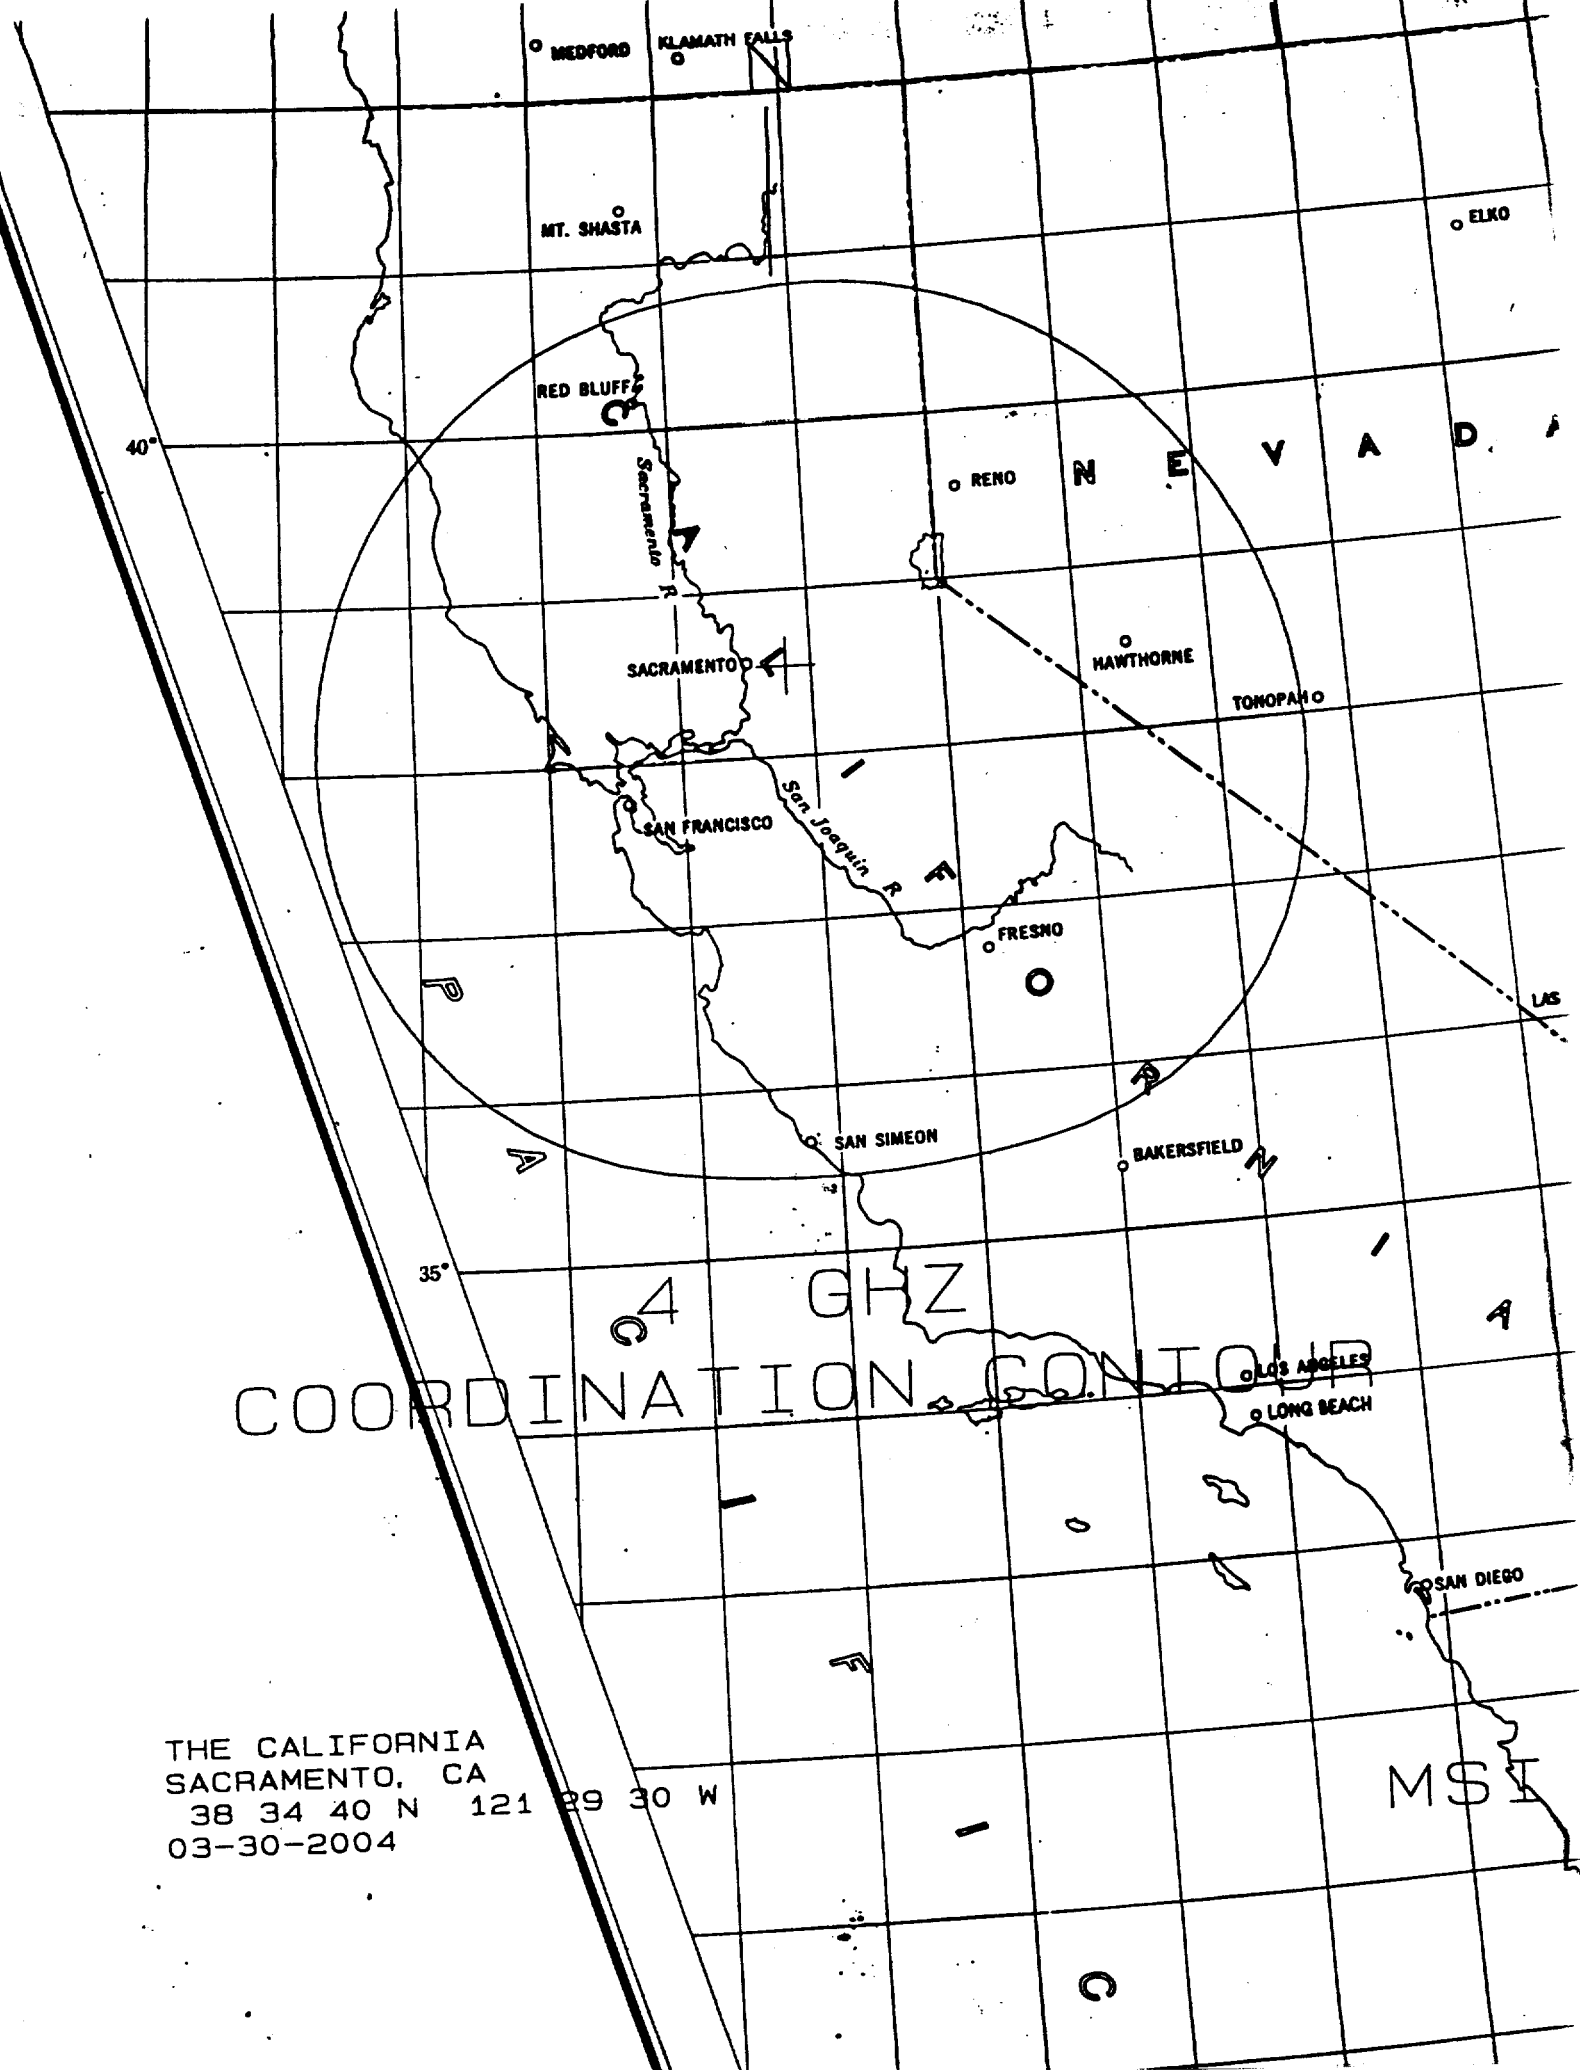 MEDFORD
KLAMATH FALLS
MT. SHASTA
ELKO
RED BLUFF
40°
Sacramento R
RENO
N E V A D A
SACRAMENTO
HAWTHORNE
TONOPAH
San Joaquin R
SAN FRANCISCO
FRESNO
LAS
C A L I F O R N I A
SAN SIMEON
BAKERSFIELD
35°
4 GHZ
COORDINATION CONTOUR
LOS ANGELES
LONG BEACH
SAN DIEGO
P A C I F I C
MSI
THE CALIFORNIA
SACRAMENTO, CA
38 34 40 N 121 29 30 W
03-30-2004